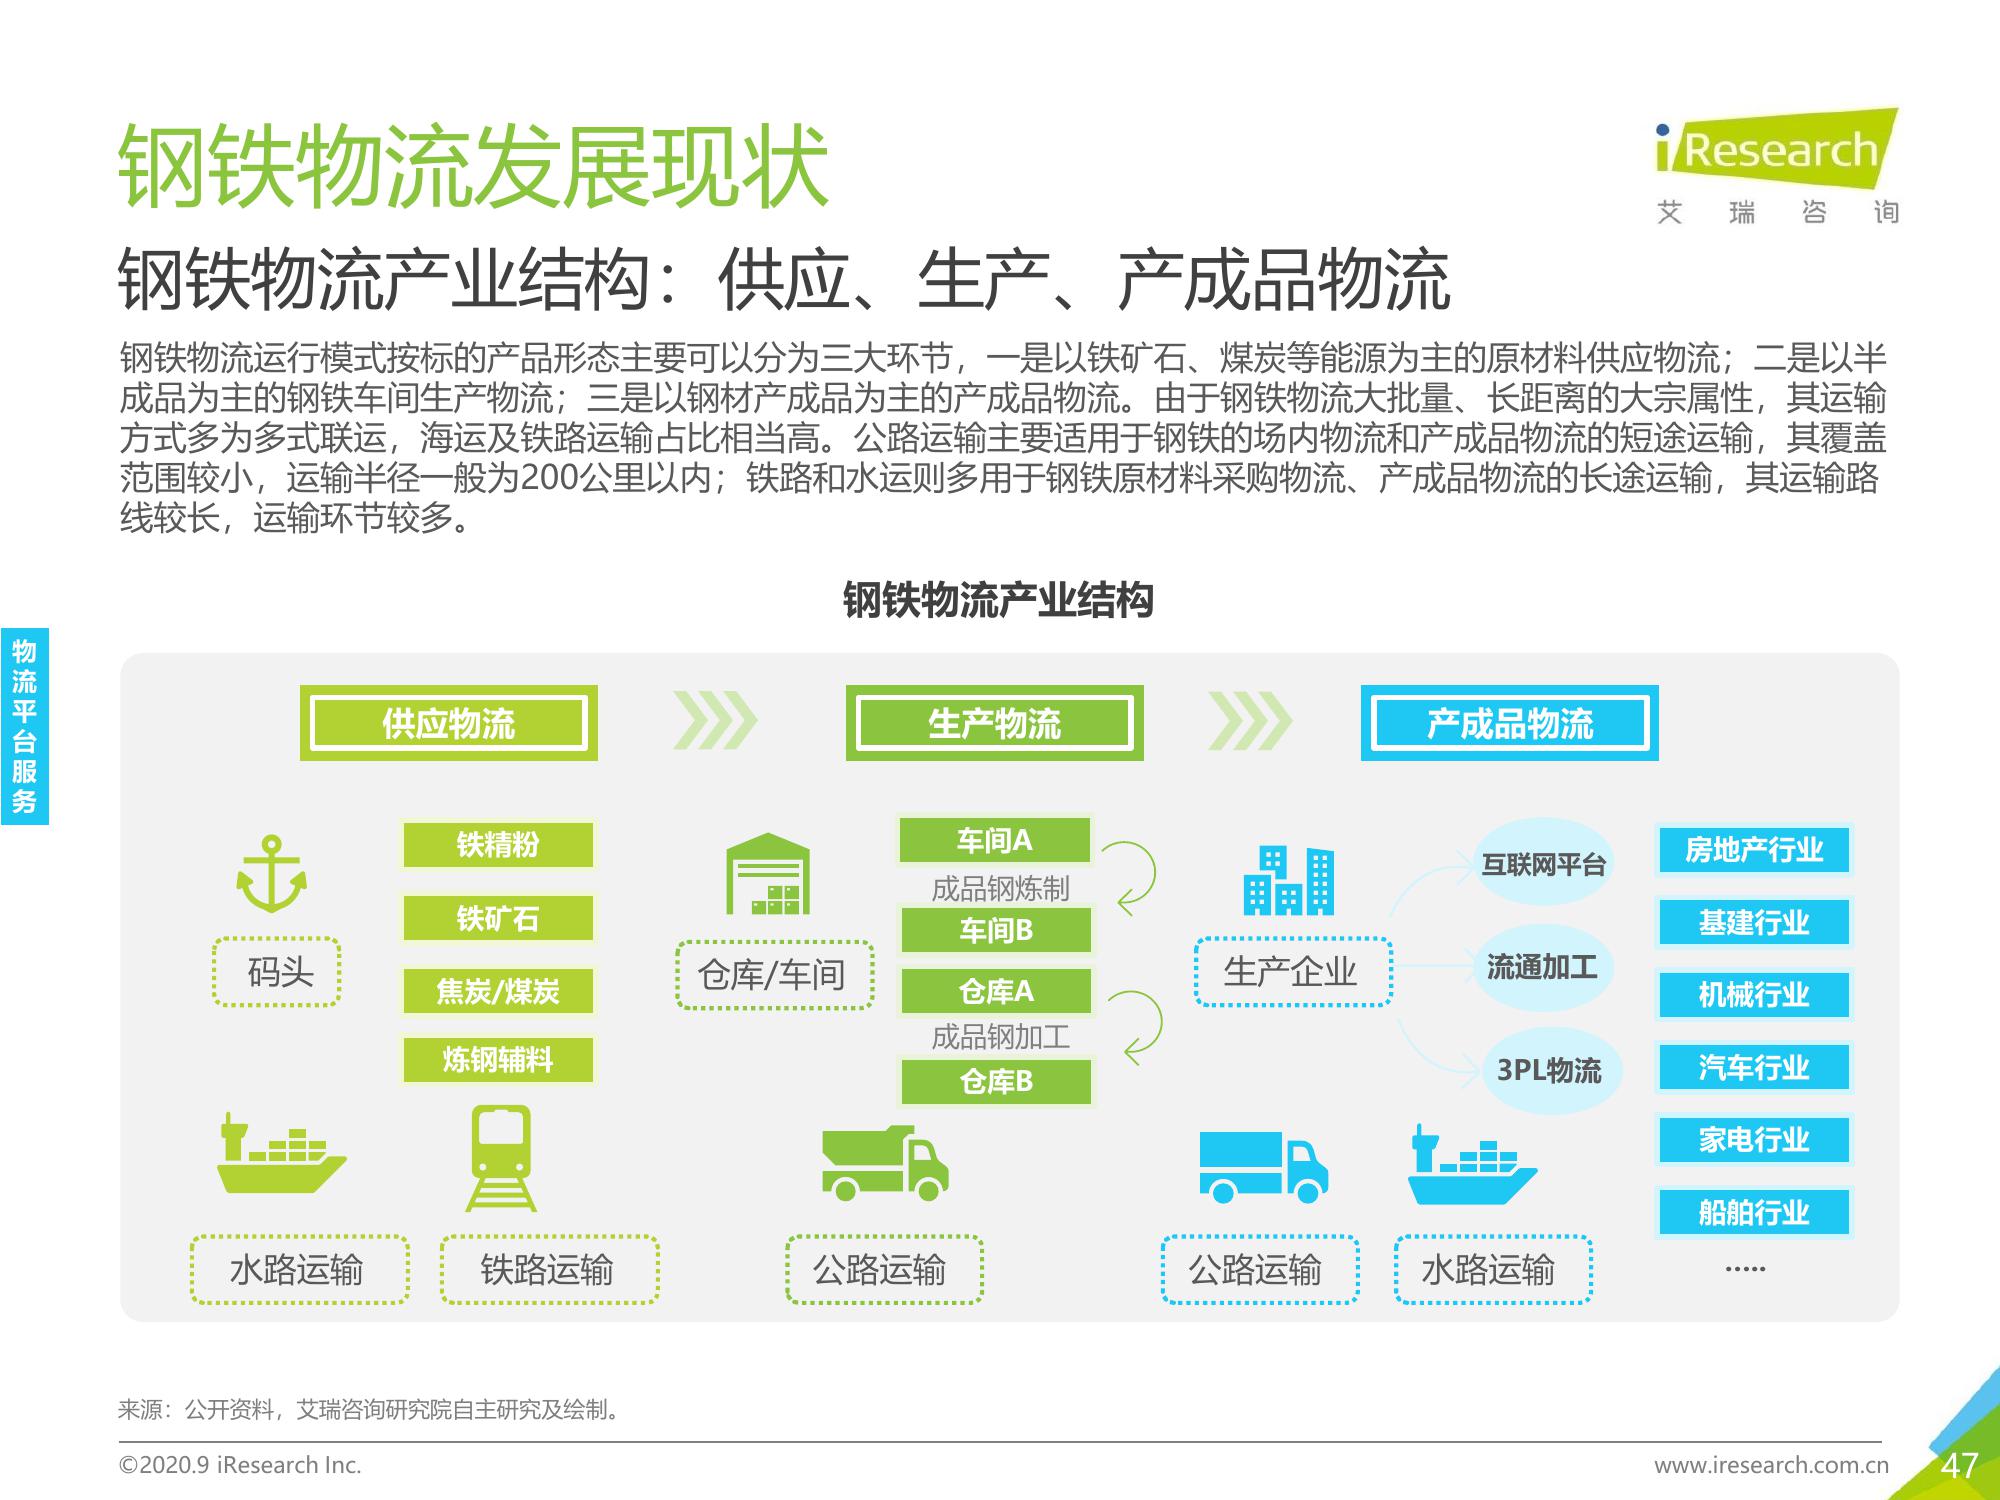 钢铁物流发展现状
iResearch
艾瑞咨询
钢铁物流产业结构：供应、生产、产成品物流
钢铁物流运行模式按标的产品形态主要可以分为三大环节，一是以铁矿石、煤炭等能源为主的原材料供应物流；二是以半
成品为主的钢铁车间生产物流；三是以钢材产成品为主的产成品物流。由于钢铁物流大批量、长距离的大宗属性，其运输
方式多为多式联运，海运及铁路运输占比相当高。公路运输主要适用于钢铁的场内物流和产成品物流的短途运输，其覆盖
范围较小，运输半径一般为200公里以内；铁路和水运则多用于钢铁原材料采购物流、产成品物流的长途运输，其运输路
线较长，运输环节较多。
钢铁物流产业结构
物流平台服务
供应物流
生产物流
产成品物流
码头
铁精粉
铁矿石
焦炭/煤炭
炼钢辅料
水路运输
铁路运输
仓库/车间
车间A
成品钢炼制
车间B
仓库A
成品钢加工
仓库B
公路运输
生产企业
互联网平台
流通加工
3PL物流
公路运输
水路运输
房地产行业
基建行业
机械行业
汽车行业
家电行业
船舶行业
·····
来源：公开资料，艾瑞咨询研究院自主研究及绘制。
©2020.9 iResearch Inc.
www.iresearch.com.cn
47